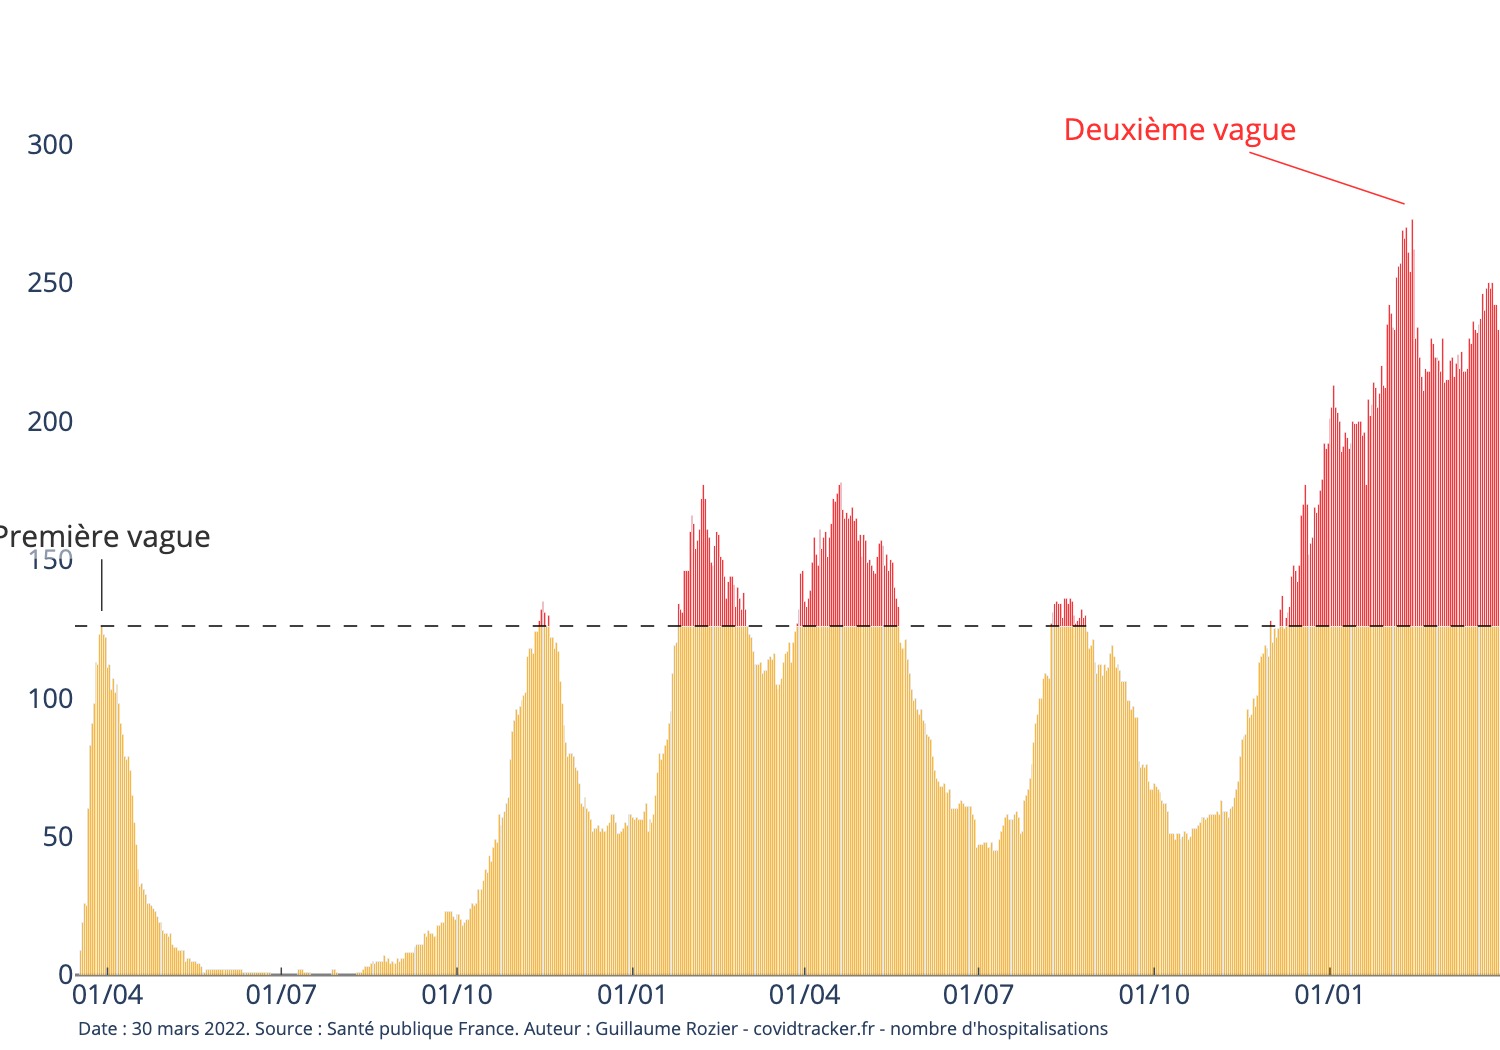 Deuxième vague
300
250
200
Première vague
150
100
50
0
01/04 01/07 01/10 01/01 01/04 01/07 01/10 01/01
Date : 30 mars 2022. Source : Santé publique France. Auteur : Guillaume Rozier - covidtracker.fr - nombre d'hospitalisations